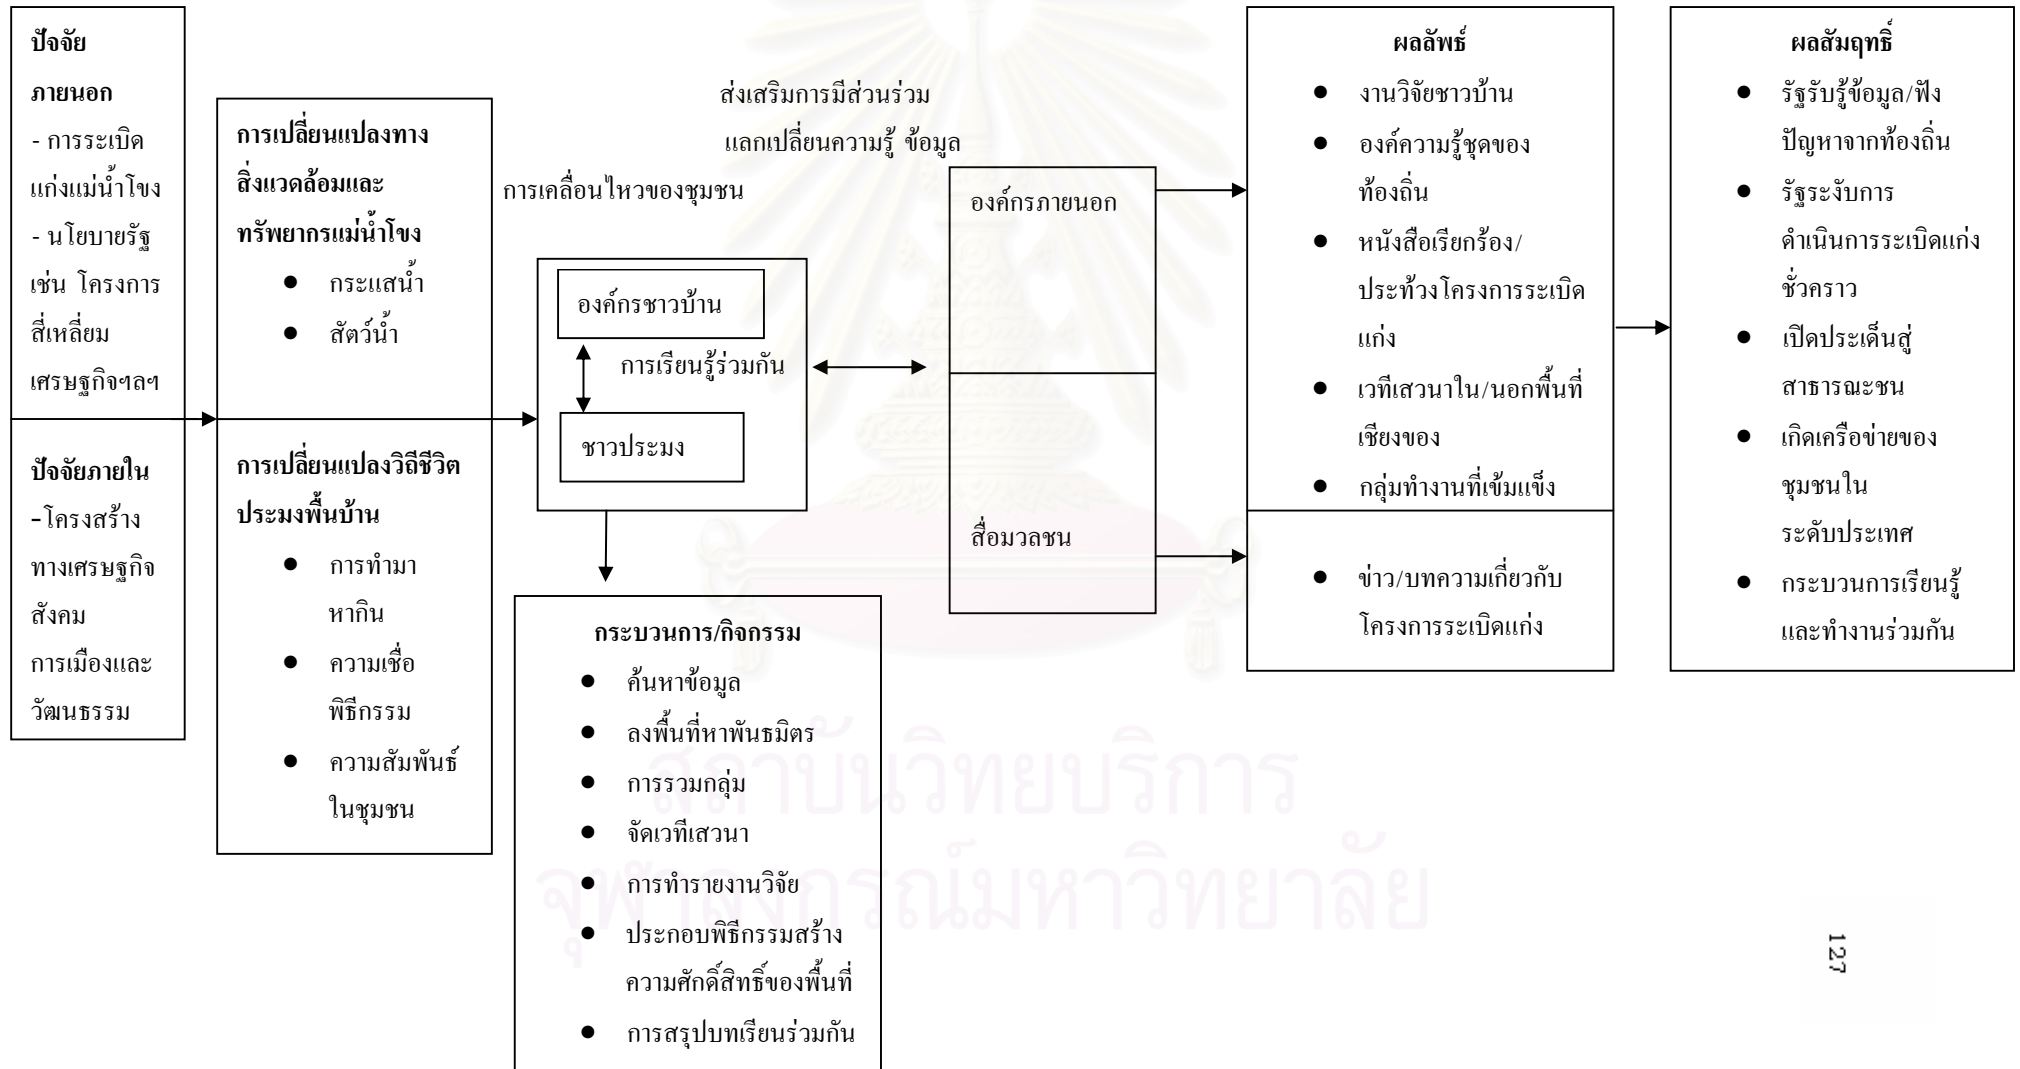 ปัจจัย
ภายนอก
- การระเบิด
แก่งแม่น้ำโขง
- นโยบายรัฐ
เช่น โครงการ
สี่เหลี่ยม
เศรษฐกิจฯลฯ
ปัจจัยภายใน
-โครงสร้าง
ทางเศรษฐกิจ
สังคม
การเมืองและ
วัฒนธรรม
การเปลี่ยนแปลงทาง
สิ่งแวดล้อมและ
ทรัพยากรแม่น้ำโขง
● กระแสน้ำ
● สัตว์น้ำ
การเปลี่ยนแปลงวิถีชีวิต
ประมงพื้นบ้าน
● การทำมา
หากิน
● ความเชื่อ
พิธีกรรม
● ความสัมพันธ์
ในชุมชน
การเคลื่อนไหวของชุมชน
องค์กรชาวบ้าน
การเรียนรู้ร่วมกัน
ชาวประมง
กระบวนการ/กิจกรรม
● ค้นหาข้อมูล
● ลงพื้นที่หาพันธมิตร
● การรวมกลุ่ม
● จัดเวทีเสวนา
● การทำรายงานวิจัย
● ประกอบพิธีกรรมสร้าง
ความศักดิ์สิทธิ์ของพื้นที่
● การสรุปบทเรียนร่วมกัน
ส่งเสริมการมีส่วนร่วม
แลกเปลี่ยนความรู้ ข้อมูล
องค์กรภายนอก
สื่อมวลชน
ผลลัพธ์
● งานวิจัยชาวบ้าน
● องค์ความรู้ชุดของ
ท้องถิ่น
● หนังสือเรียกร้อง/
ประท้วงโครงการระเบิด
แก่ง
● เวทีเสวนาใน/นอกพื้นที่
เชียงของ
● กลุ่มทำงานที่เข้มแข็ง
● ข่าว/บทความเกี่ยวกับ
โครงการระเบิดแก่ง
ผลสัมฤทธิ์
● รัฐรับรู้ข้อมูล/ฟัง
ปัญหาจากท้องถิ่น
● รัฐระงับการ
ดำเนินการระเบิดแก่ง
ชั่วคราว
● เปิดประเด็นสู่
สาธารณะชน
● เกิดเครือข่ายของ
ชุมชนใน
ระดับประเทศ
● กระบวนการเรียนรู้
และทำงานร่วมกัน
สถาบันวิทยบริการ
จุฬาลงกรณ์มหาวิทยาลัย
127